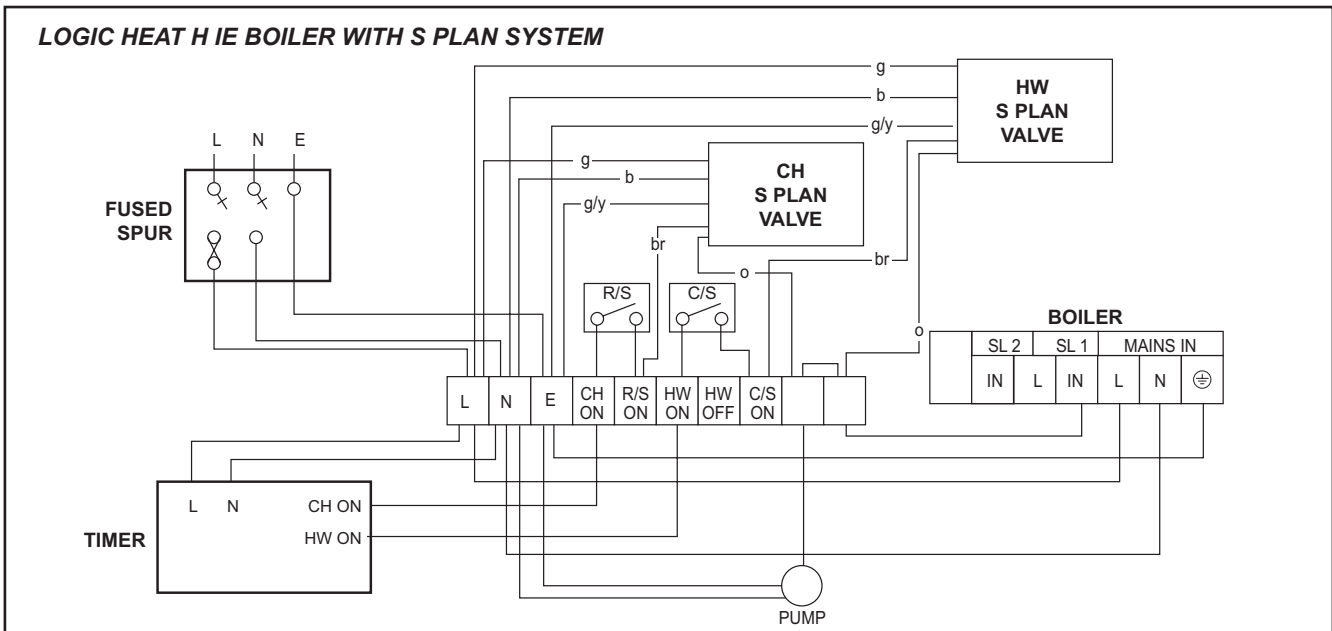 LOGIC HEAT H IE BOILER WITH S PLAN SYSTEM
g
b
g/y
HW
S PLAN
VALVE
L N E
FUSED
SPUR
g
b
g/y
br
o
CH
S PLAN
VALVE
br
o
R/S
C/S
BOILER
SL 2 SL 1 MAINS IN
IN L IN L N
L N E CH ON R/S ON HW ON HW OFF C/S ON
TIMER
L N CH ON
HW ON
PUMP